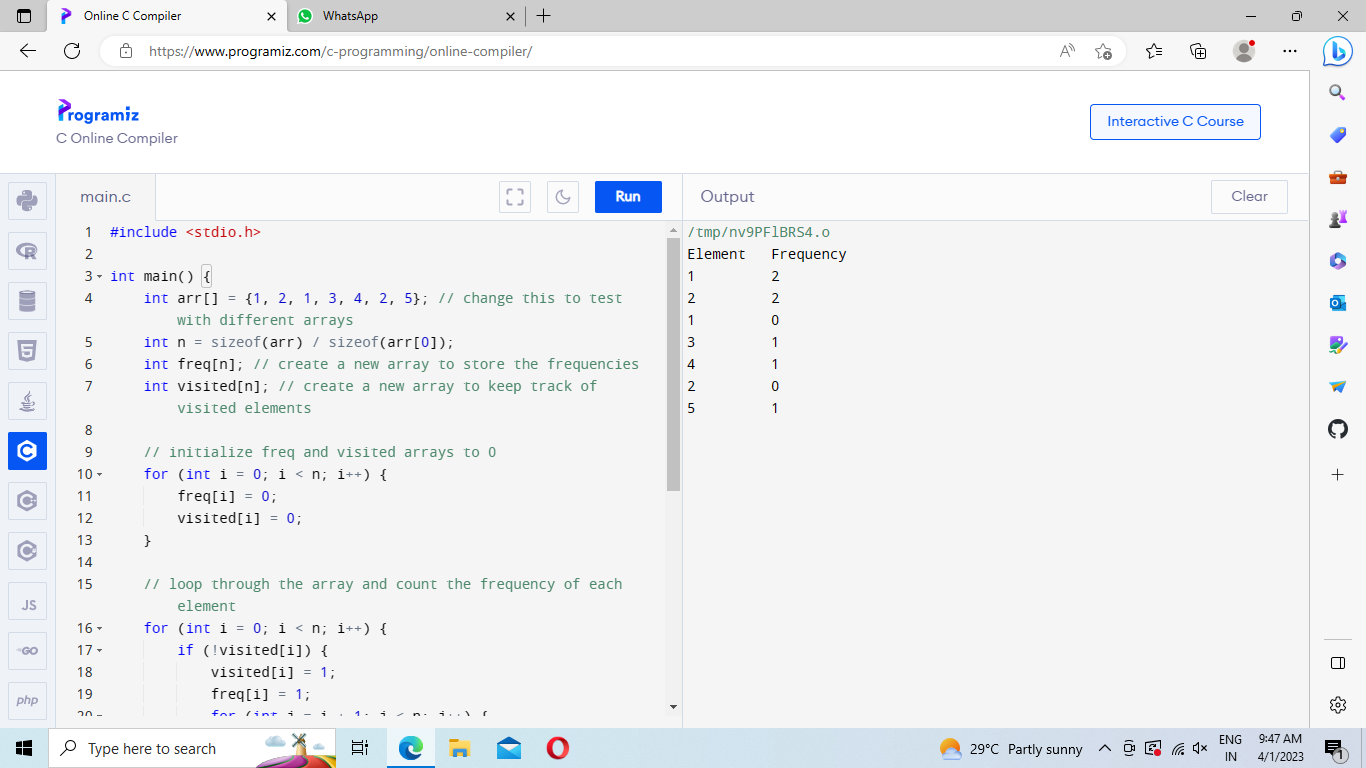 Online C Compiler
WhatsApp
https://www.programiz.com/c-programming/online-compiler/
Programiz
C Online Compiler
Interactive C Course
main.c
Run
Output
Clear
1 #include <stdio.h>
2
3 int main() {
4 int arr[] = {1, 2, 1, 3, 4, 2, 5}; // change this to test
with different arrays
5 int n = sizeof(arr) / sizeof(arr[0]);
6 int freq[n]; // create a new array to store the frequencies
7 int visited[n]; // create a new array to keep track of
visited elements
8
9 // initialize freq and visited arrays to 0
10 for (int i = 0; i < n; i++) {
11 freq[i] = 0;
12 visited[i] = 0;
13 }
14
15 // loop through the array and count the frequency of each
element
16 for (int i = 0; i < n; i++) {
17 if (!visited[i]) {
18 visited[i] = 1;
19 freq[i] = 1;
20 for (int j = i + 1; j < n; j++) {
/tmp/nv9PFlBRS4.o
Element Frequency
1 2
2 2
1 0
3 1
4 1
2 0
5 1
JS
GO
php
Type here to search
29°C Partly sunny
ENG
IN
9:47 AM
4/1/2023
1